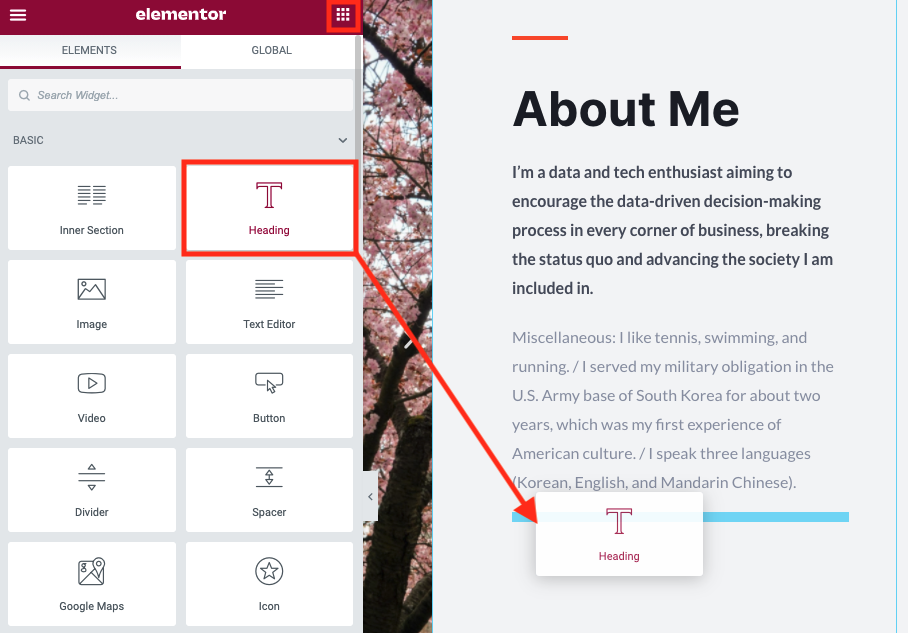 elementor
ELEMENTS
GLOBAL
Search Widget...
BASIC
Inner Section
Heading
Image
Text Editor
Video
Button
Divider
Spacer
Google Maps
Icon
About Me
I'm a data and tech enthusiast aiming to
encourage the data-driven decision-making
process in every corner of business, breaking
the status quo and advancing the society I am
included in.
Miscellaneous: I like tennis, swimming, and
running. / I served my military obligation in the
U.S. Army base of South Korea for about two
years, which was my first experience of
American culture. / I speak three languages
(Korean, English, and Mandarin Chinese).
Heading